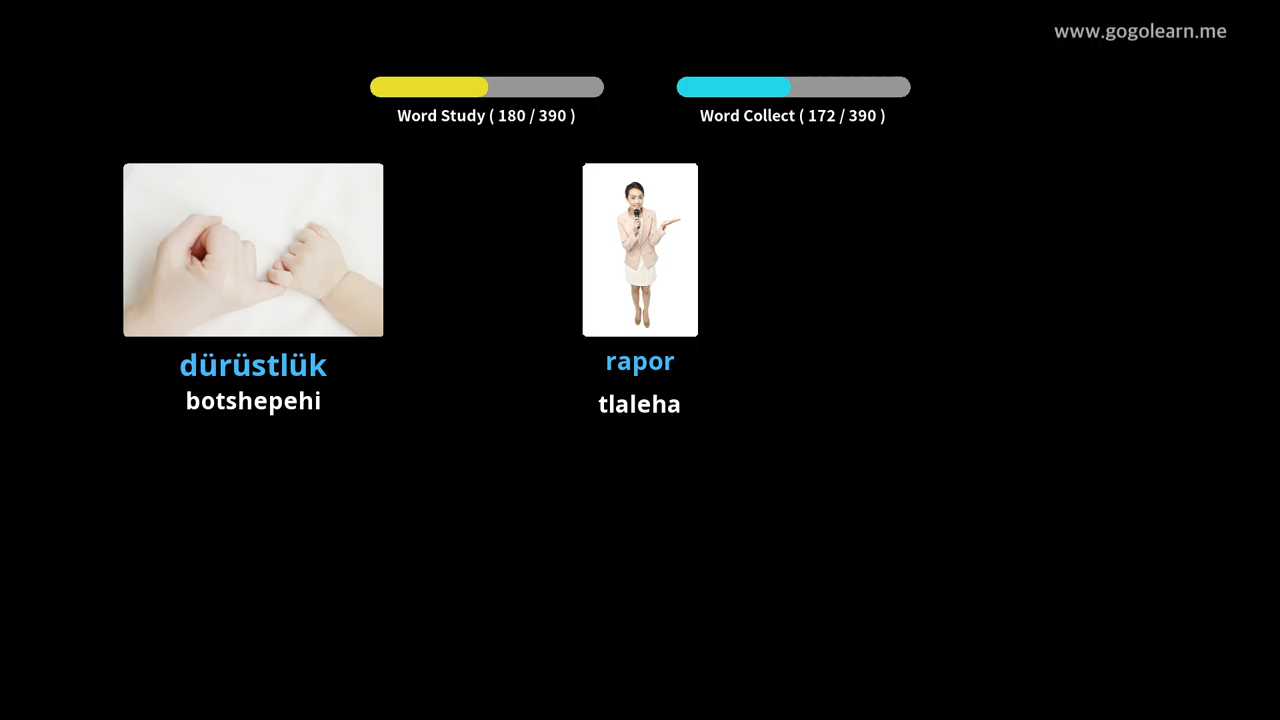 www.gogolearn.me
Word Study ( 180 / 390 )
Word Collect ( 172 / 390 )
dürüstlük
botshepehi
rapor
tlaleha